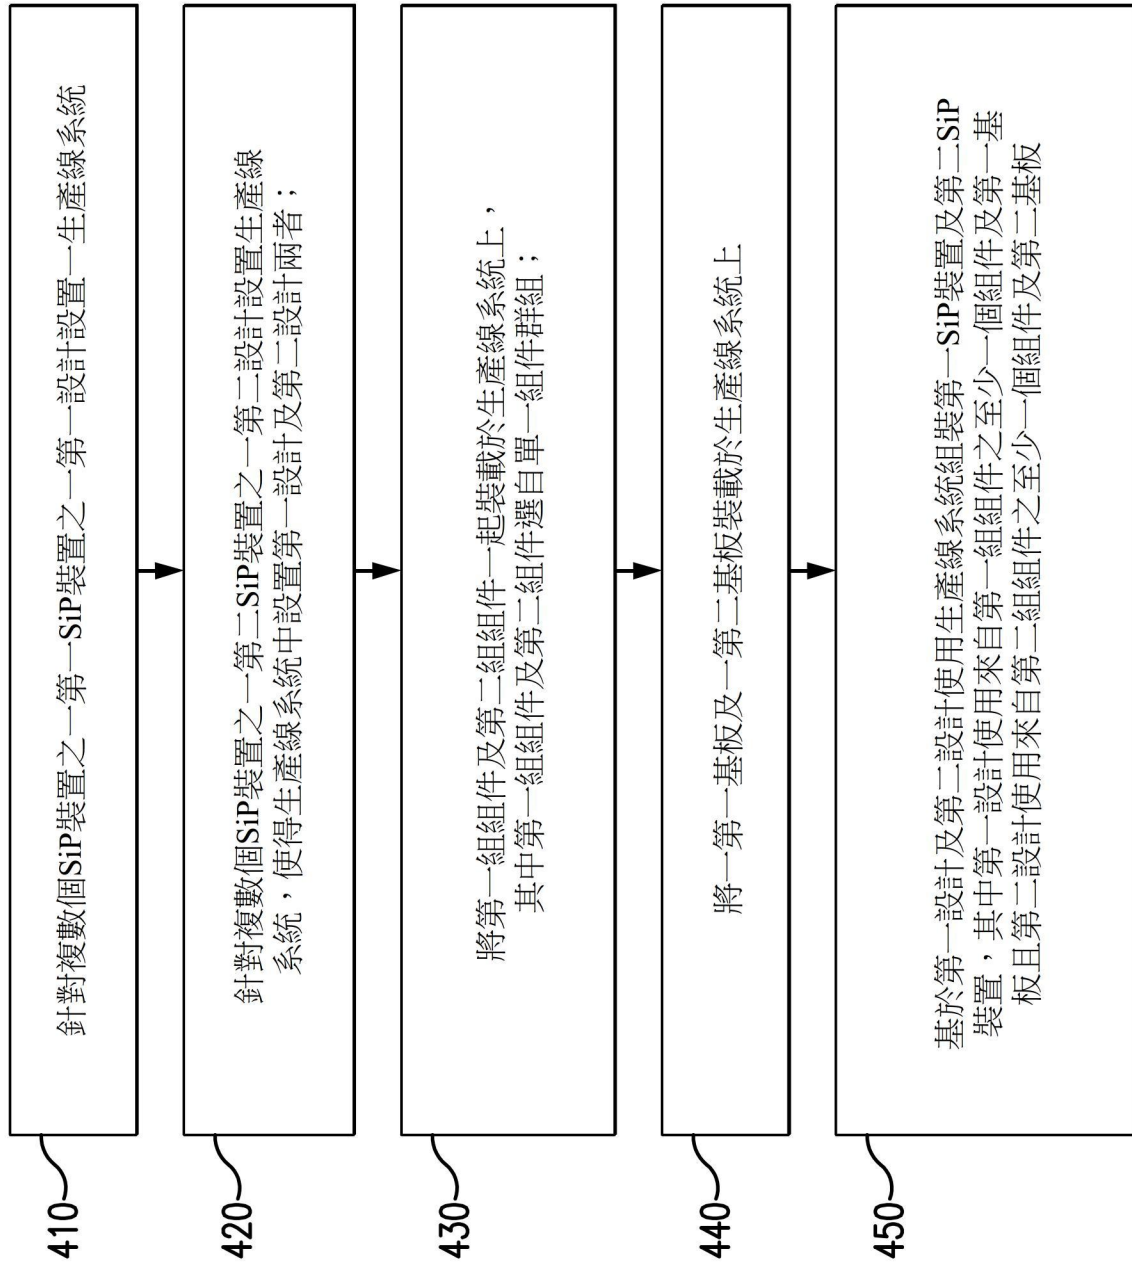 410
針對複數個SiP裝置之一第一SiP裝置之一第一設計設置一生產線系統
420
針對複數個SiP裝置之一第二SiP裝置之一第二設計設置生產線
系統，使得生產線系統中設置第一設計及第二設計兩者；
430
將第一組組件及第二組組件一起裝載於生產線系統上，
其中第一組組件及第二組件選自單一組件群組；
440
將一第一基板及一第二基板裝載於生產線系統上
450
基於第一設計及第二設計使用生產線系統組裝第一SiP裝置及第二SiP
裝置，其中第一設計使用來自第一組組件之至少一個組件及第一基
板且第二設計使用來自第二組組件之至少一個組件及第二基板